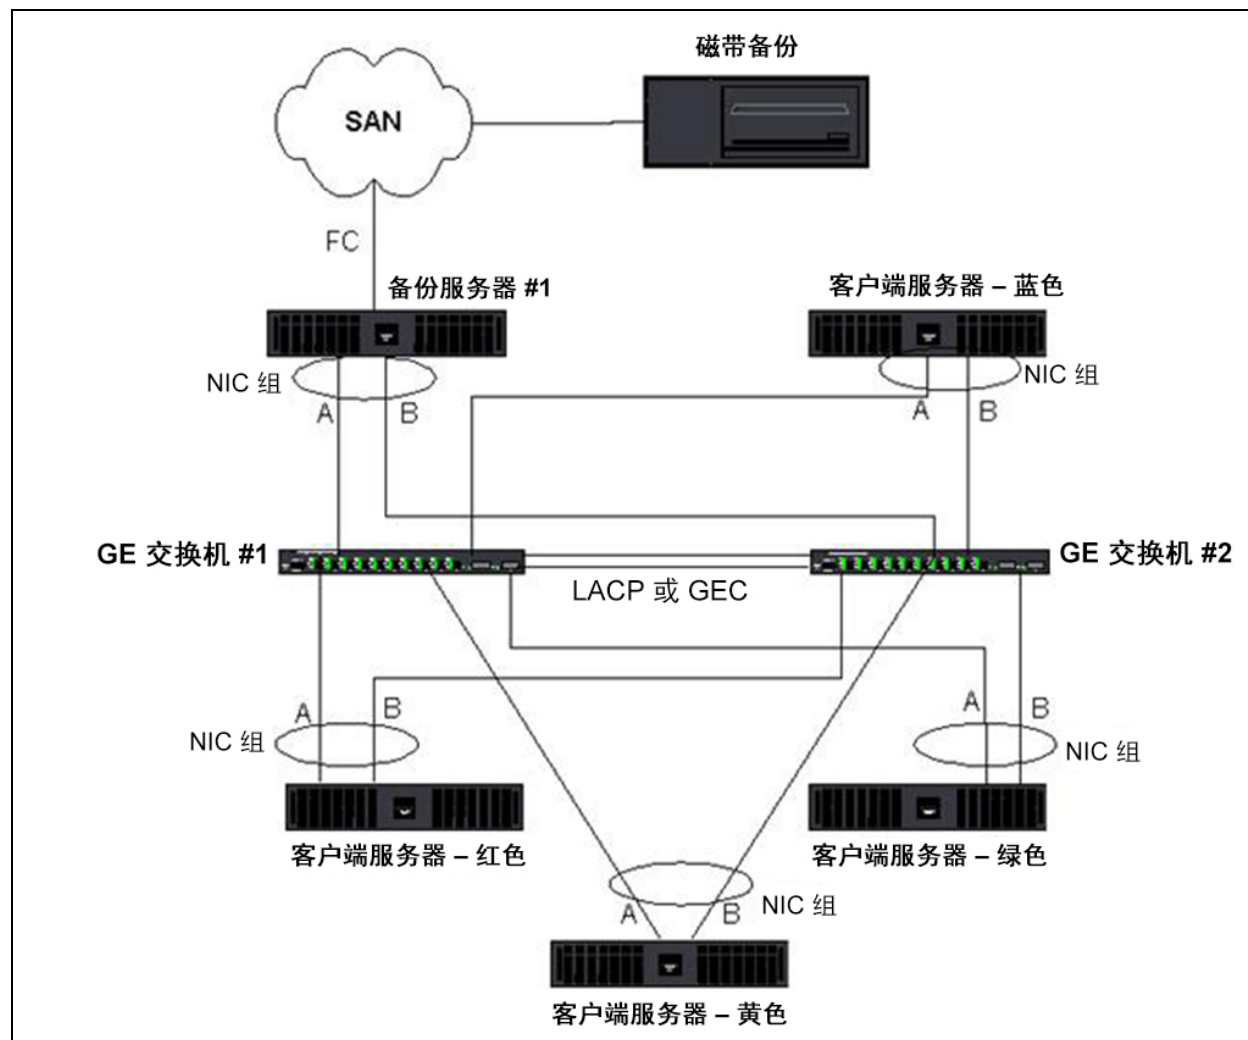 磁带备份
SAN
FC
备份服务器 #1
客户端服务器 – 蓝色
NIC 组
A
B
NIC 组
A
B
GE 交换机 #1
GE 交换机 #2
LACP 或 GEC
A
B
NIC 组
A
B
NIC 组
客户端服务器 – 红色
客户端服务器 – 绿色
A
B
NIC 组
客户端服务器 – 黄色